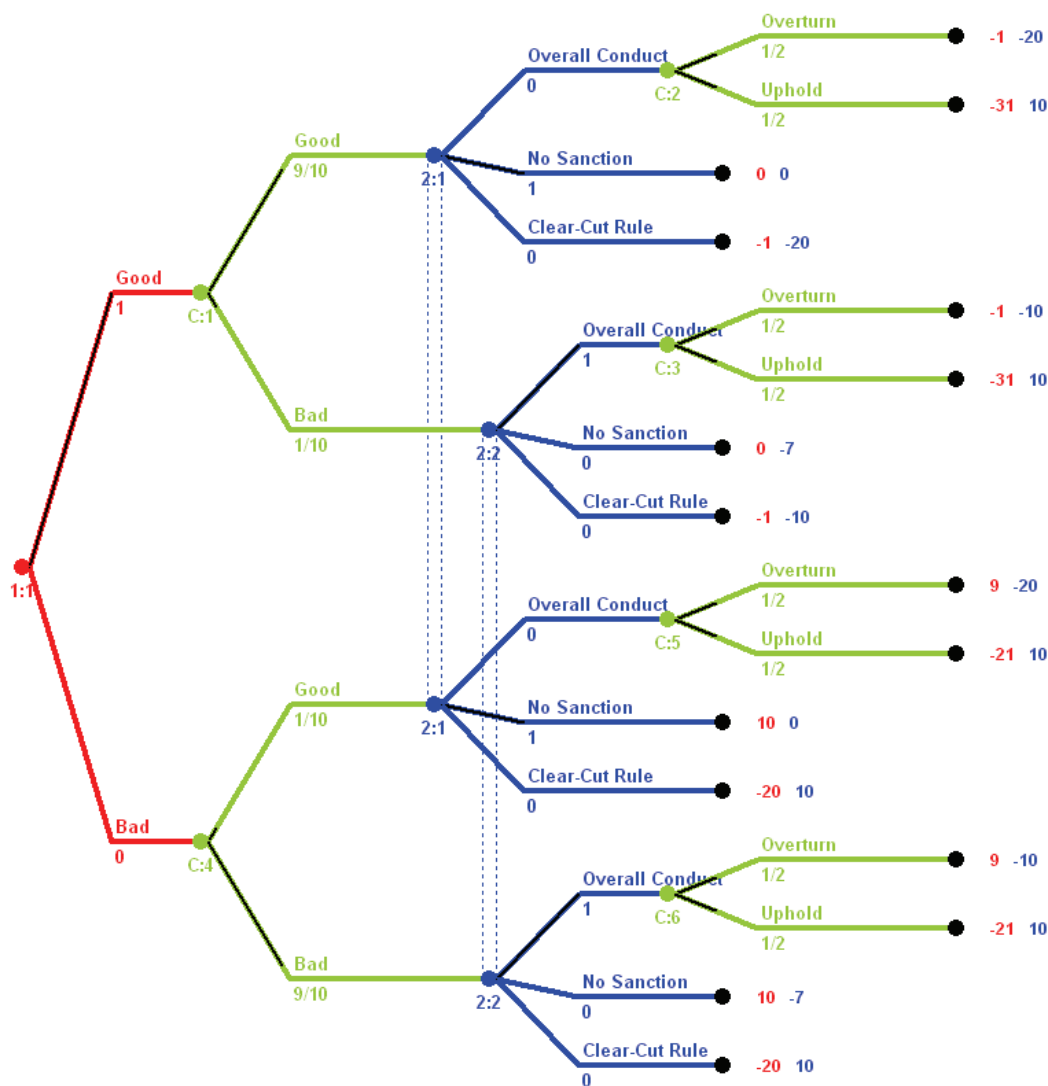 Overturn
-1 -20
Overall Conduct
1/2
0
C:2
Uphold
-31 10
1/2
Good
9/10
2:1
No Sanction
0 0
1
Clear-Cut Rule
-1 -20
0
Good
1
C:1
Overturn
-1 -10
Overall Conduct
1/2
1
C:3
Uphold
-31 10
1/2
Bad
1/10
2:2
No Sanction
0 -7
0
Clear-Cut Rule
-1 -10
0
1:1
Overturn
9 -20
Overall Conduct
1/2
0
C:5
Uphold
-21 10
1/2
Good
1/10
2:1
No Sanction
10 0
1
Clear-Cut Rule
-20 10
0
Bad
0
C:4
Overturn
9 -10
Overall Conduct
1/2
1
C:6
Uphold
-21 10
1/2
Bad
9/10
2:2
No Sanction
10 -7
0
Clear-Cut Rule
-20 10
0